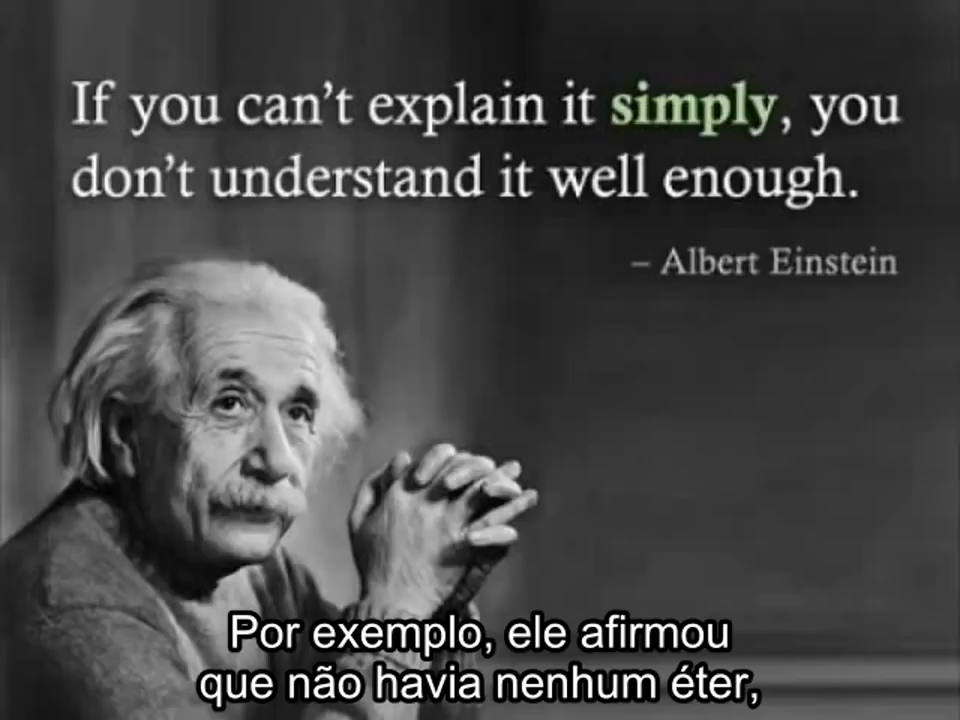 If you can't explain it simply, you
don't understand it well enough.
– Albert Einstein
Por exemplo, ele afirmou
que não havia nenhum éter,